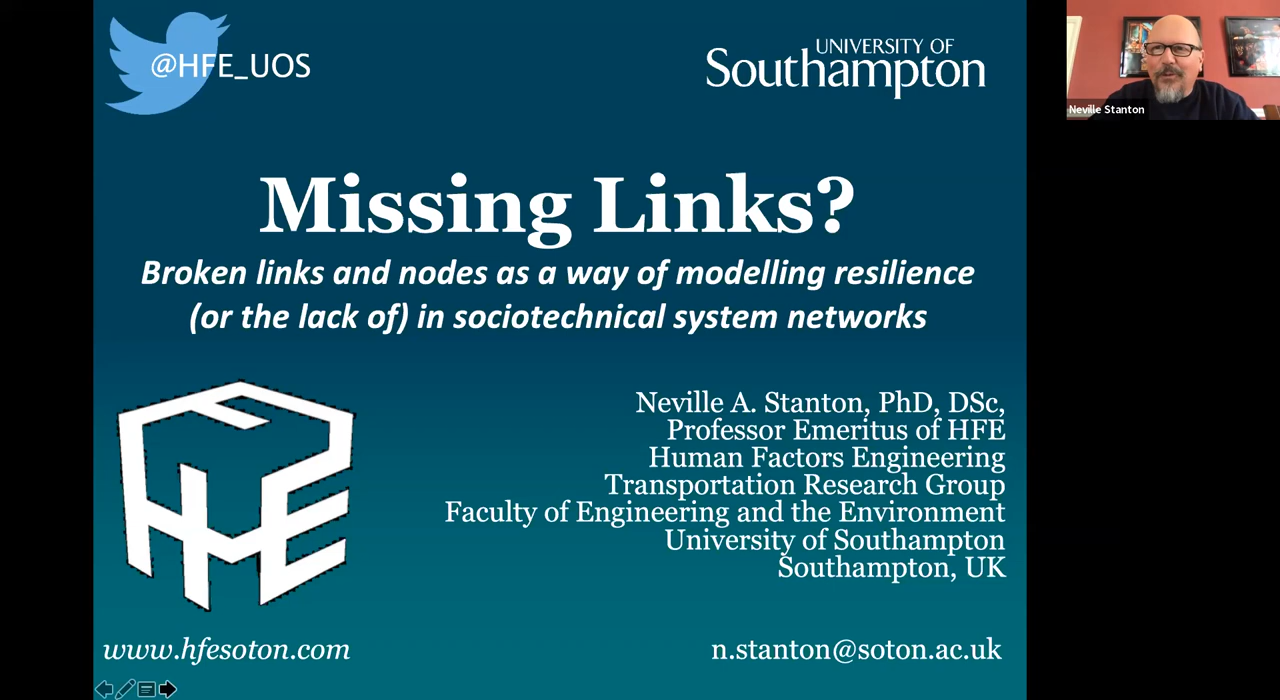 @HFE_UOS
UNIVERSITY OF
Southampton
Neville Stanton
Missing Links?
Broken links and nodes as a way of modelling resilience
(or the lack of) in sociotechnical system networks
HFE
Neville A. Stanton, PhD, DSc,
Professor Emeritus of HFE
Human Factors Engineering
Transportation Research Group
Faculty of Engineering and the Environment
University of Southampton
Southampton, UK
www.hfesoton.com
n.stanton@soton.ac.uk